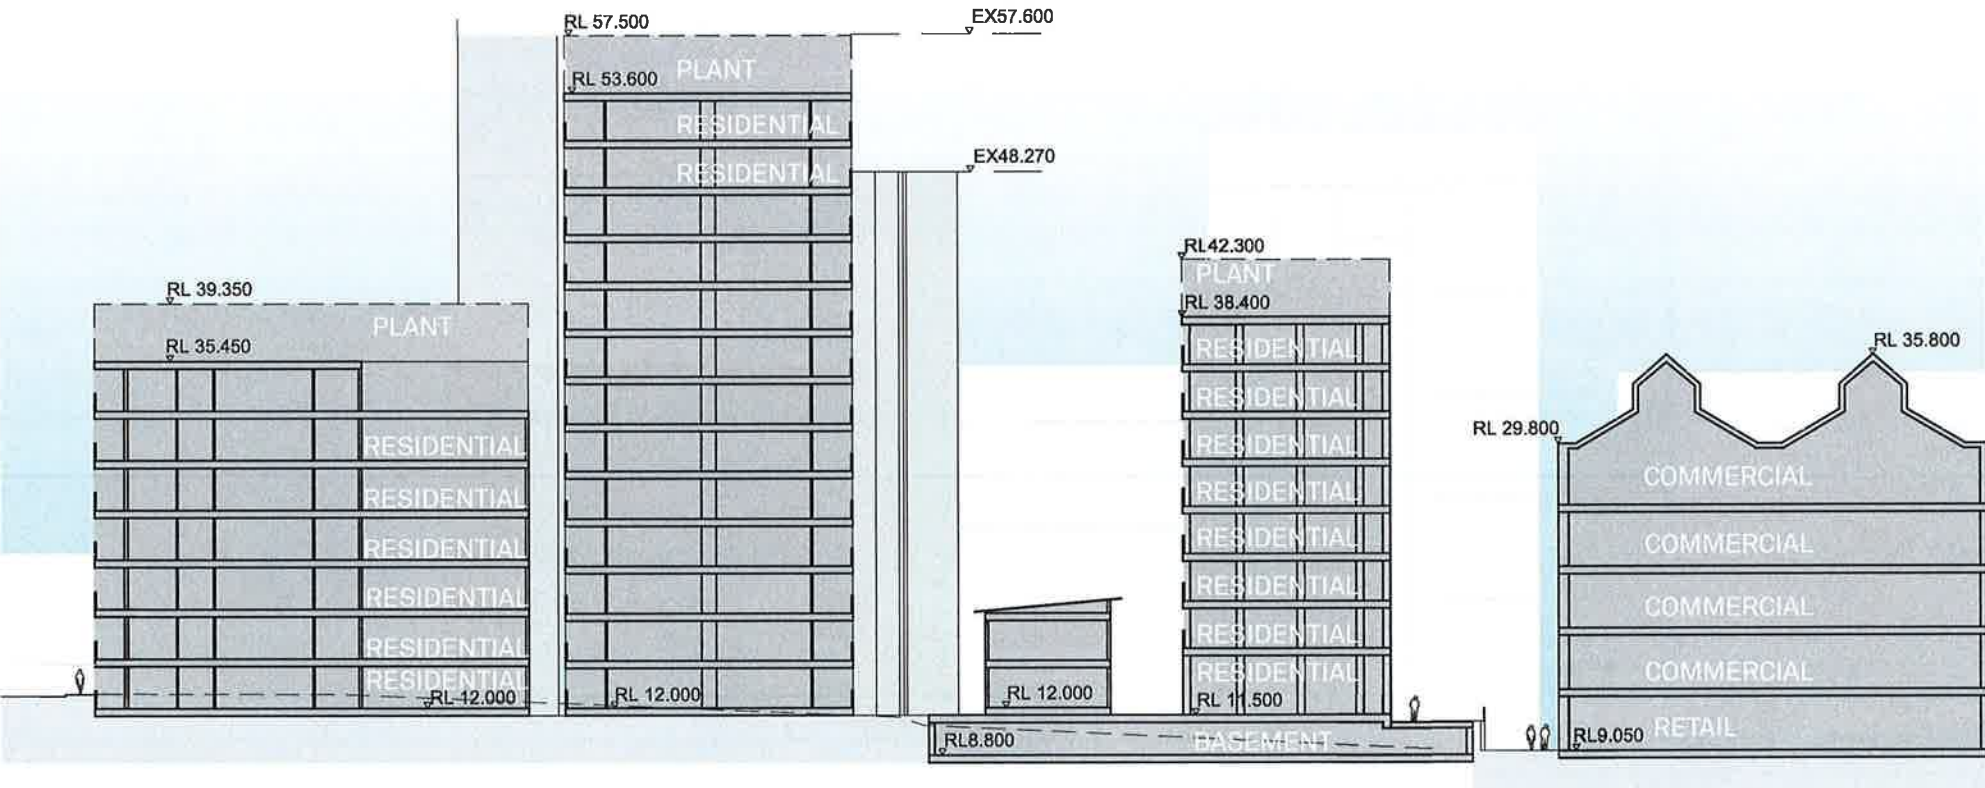 RL 57.500
EX57.600
PLANT
RL 53.600
RESIDENTIAL
RESIDENTIAL
EX48.270
RL 39.350
PLANT
RL 35.450
RESIDENTIAL
RESIDENTIAL
RESIDENTIAL
RESIDENTIAL
RESIDENTIAL
RESIDENTIAL
RL 12.000
RL 12.000
RL 12.000
RL42.300
PLANT
RL 38.400
RESIDENTIAL
RESIDENTIAL
RESIDENTIAL
RESIDENTIAL
RESIDENTIAL
RESIDENTIAL
RESIDENTIAL
RESIDENTIAL
RL 11.500
RL8.800
BASEMENT
RL 35.800
RL 29.800
COMMERCIAL
COMMERCIAL
COMMERCIAL
COMMERCIAL
RETAIL
RL9.050